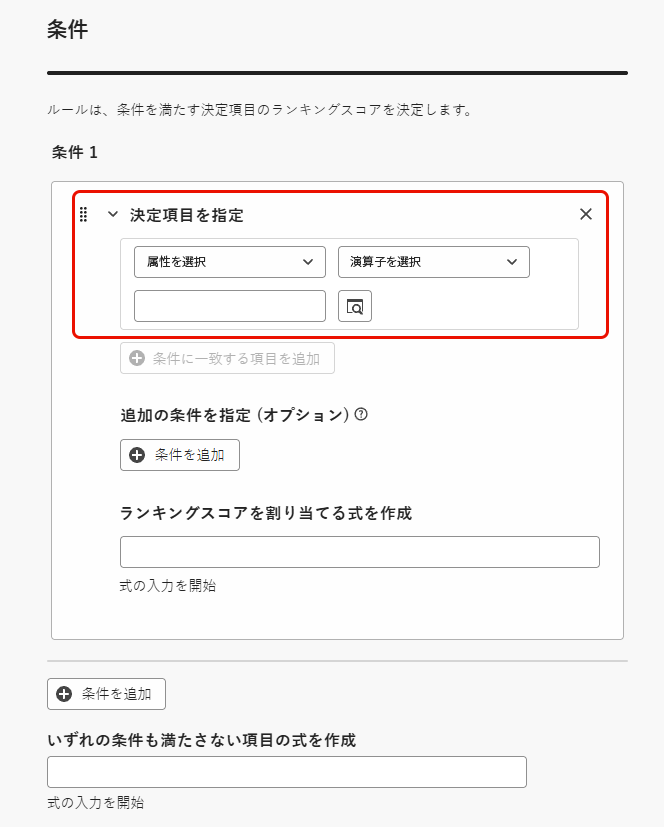 条件
ルールは、条件を満たす決定項目のランキングスコアを決定します。
条件 1
決定項目を指定
属性を選択 演算子を選択
条件に一致する項目を追加
追加の条件を指定 (オプション)
条件を追加
ランキングスコアを割り当てる式を作成
式の入力を開始
条件を追加
いずれの条件も満たさない項目の式を作成
式の入力を開始